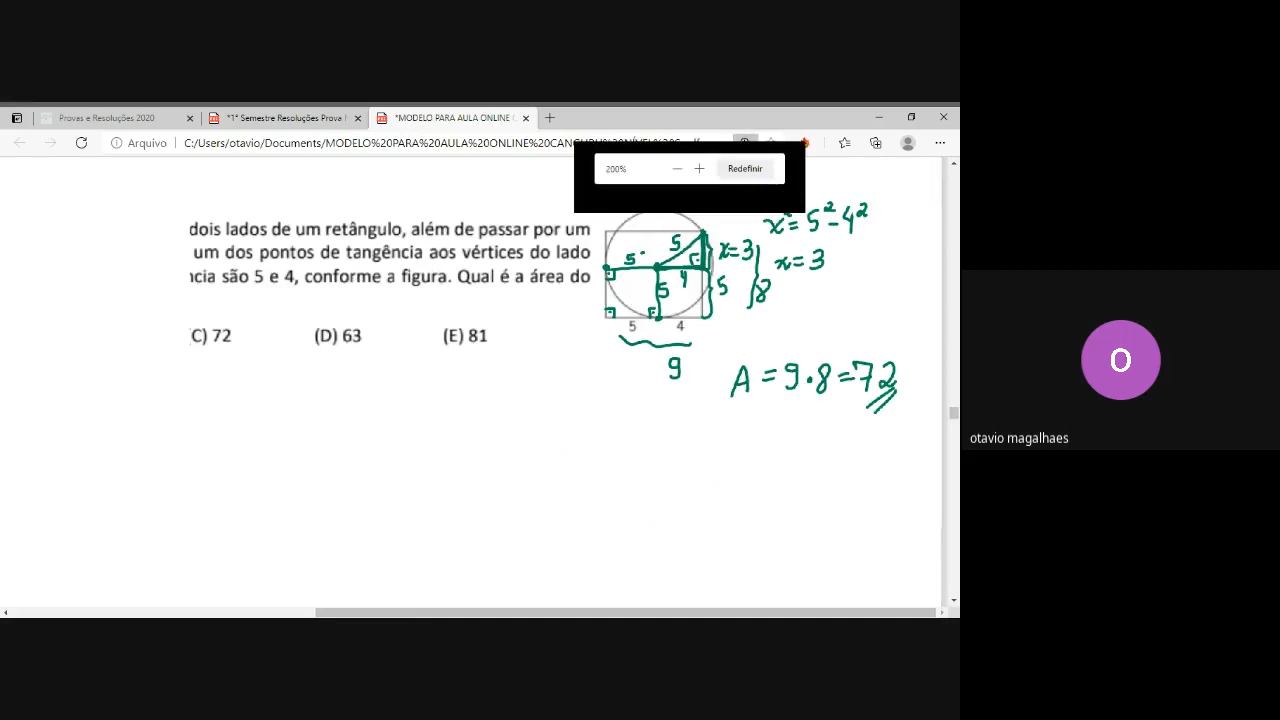 Provas e Resoluções 2020
*1° Semestre Resoluções Prova
*MODELO PARA AULA ONLINE
Arquivo
C:/Users/otavio/Documents/MODELO%20PARA%20AULA%20ONLINE
200%
Redefinir
dois lados de um retângulo, além de passar por um
um dos pontos de tangência aos vértices do lado
ncia são 5 e 4, conforme a figura. Qual é a área do
C) 72 (D) 63 (E) 81
x² = 5² - 4²
x = 3
5 5 x=3
5 4 5 8
5 4
9
A = 9 . 8 = 72
O
otavio magalhaes